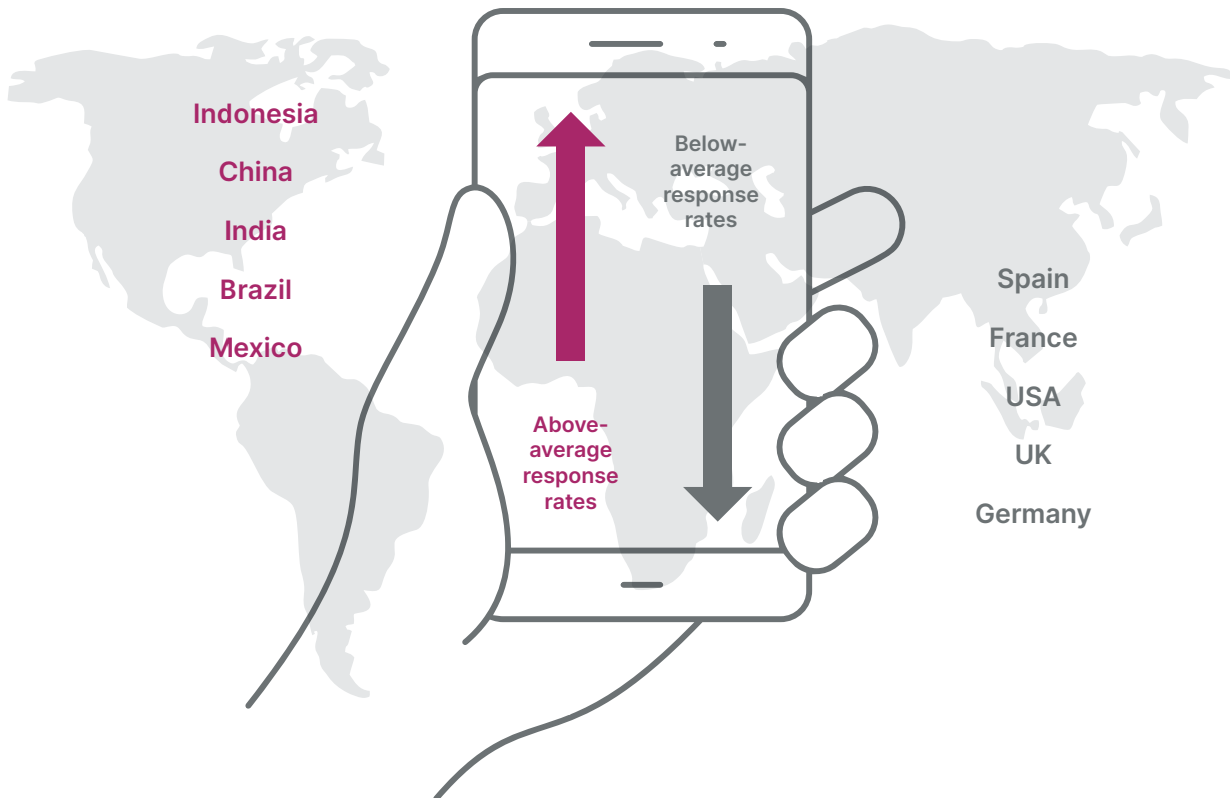 Indonesia
China
India
Brazil
Mexico
Above-
average
response
rates
Below-
average
response
rates
Spain
France
USA
UK
Germany